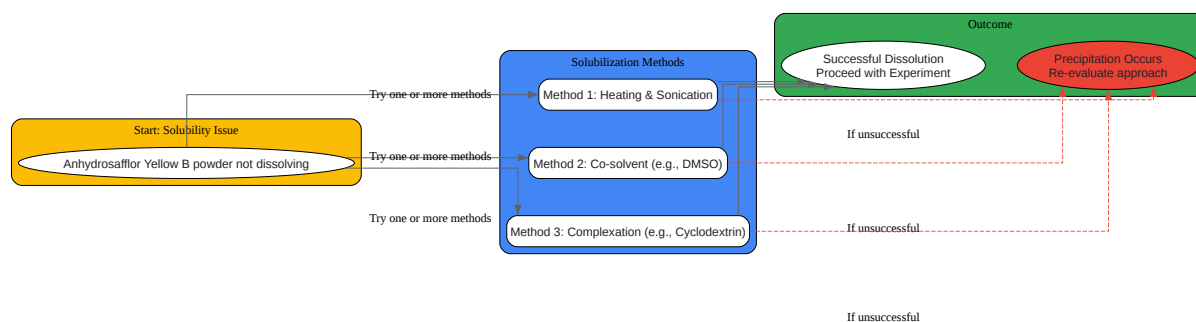 Outcome
Successful Dissolution
Proceed with Experiment
Precipitation Occurs
Re-evaluate approach
Solubilization Methods
Try one or more methods
Method 1: Heating & Sonication
Start: Solubility Issue
If unsuccessful
Anhydrosafflor Yellow B powder not dissolving
Try one or more methods
Method 2: Co-solvent (e.g., DMSO)
Try one or more methods
Method 3: Complexation (e.g., Cyclodextrin)
If unsuccessful
If unsuccessful